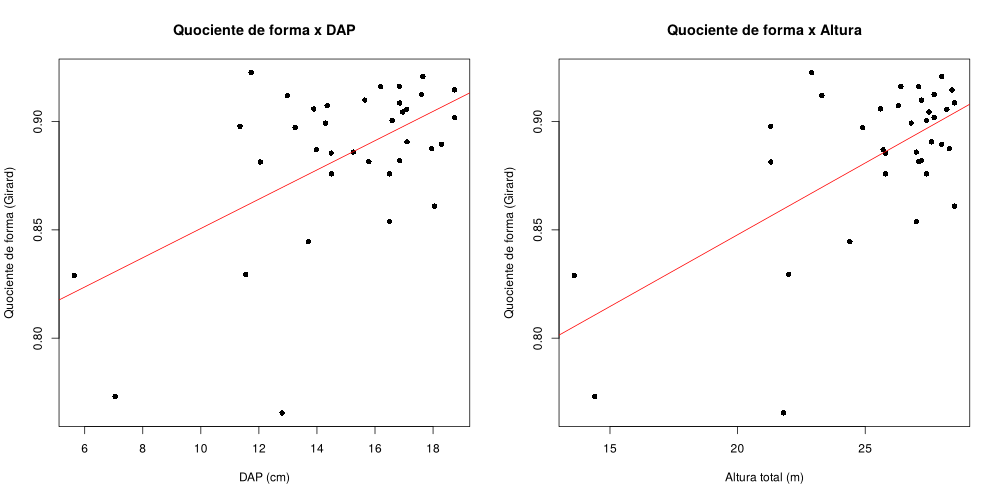 Quociente de forma x DAP
Quociente de forma (Girard)
0.90
0.85
0.80
6 8 10 12 14 16 18
DAP (cm)
Quociente de forma x Altura
Quociente de forma (Girard)
0.90
0.85
0.80
15 20 25
Altura total (m)